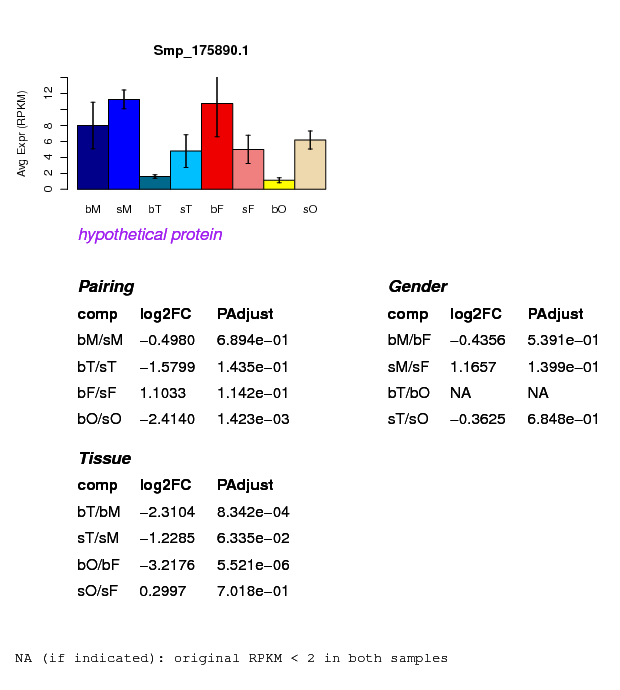 Smp_175890.1
Avg Expr (RPKM)
0 2 4 6 8 12
bM sM bT sT bF sF bO sO
hypothetical protein
Pairing
comp log2FC PAdjust
bM/sM −0.4980 6.894e−01
bT/sT −1.5799 1.435e−01
bF/sF 1.1033 1.142e−01
bO/sO −2.4140 1.423e−03
Gender
comp log2FC PAdjust
bM/bF −0.4356 5.391e−01
sM/sF 1.1657 1.399e−01
bT/bO NA NA
sT/sO −0.3625 6.848e−01
Tissue
comp log2FC PAdjust
bT/bM −2.3104 8.342e−04
sT/sM −1.2285 6.335e−02
bO/bF −3.2176 5.521e−06
sO/sF 0.2997 7.018e−01
NA (if indicated): original RPKM < 2 in both samples